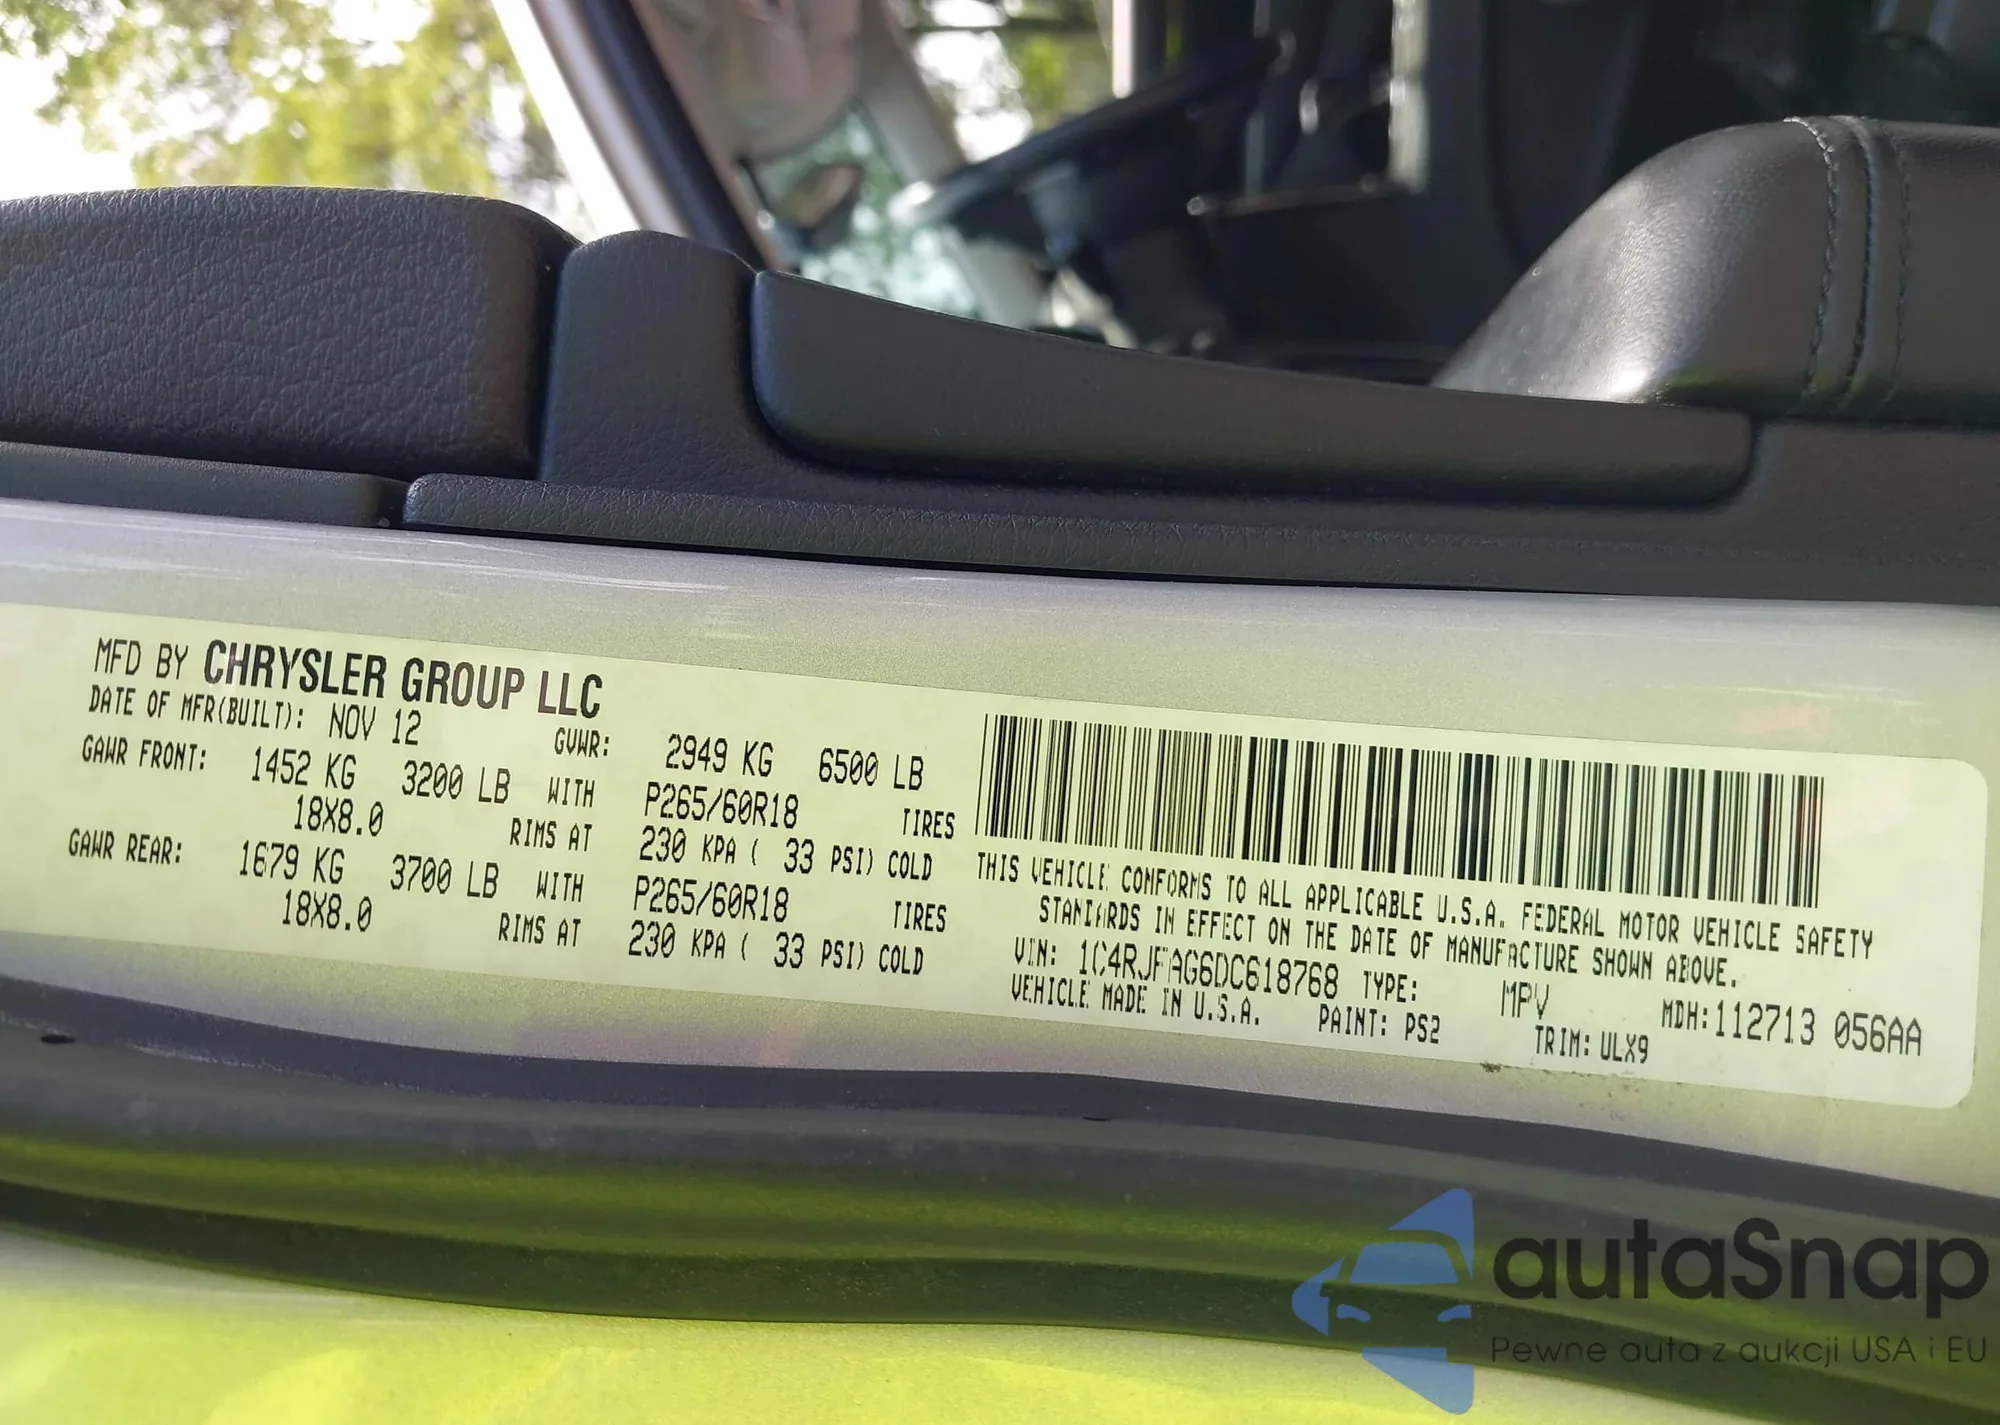 MFD BY CHRYSLER GROUP LLC
DATE OF MFR(BUILT): NOV 12 GVWR: 2949 KG 6500 LB
GAWR FRONT: 1452 KG 3200 LB WITH P265/60R18 TIRES
18X8.0 RIMS AT 230 KPA ( 33 PSI) COLD
GAWR REAR: 1679 KG 3700 LB WITH P265/60R18 TIRES
18X8.0 RIMS AT 230 KPA ( 33 PSI) COLD
THIS VEHICLE CONFORMS TO ALL APPLICABLE U.S.A. FEDERAL MOTOR VEHICLE SAFETY
STANDARDS IN EFFECT ON THE DATE OF MANUFACTURE SHOWN ABOVE.
VIN: 1C4RJFAG6DC618768 TYPE: MPV MDH:112713 056AA
VEHICLE MADE IN U.S.A. PAINT: PS2 TRIM: ULX9
autaSnap
Pewne auta z aukcji USA i EU